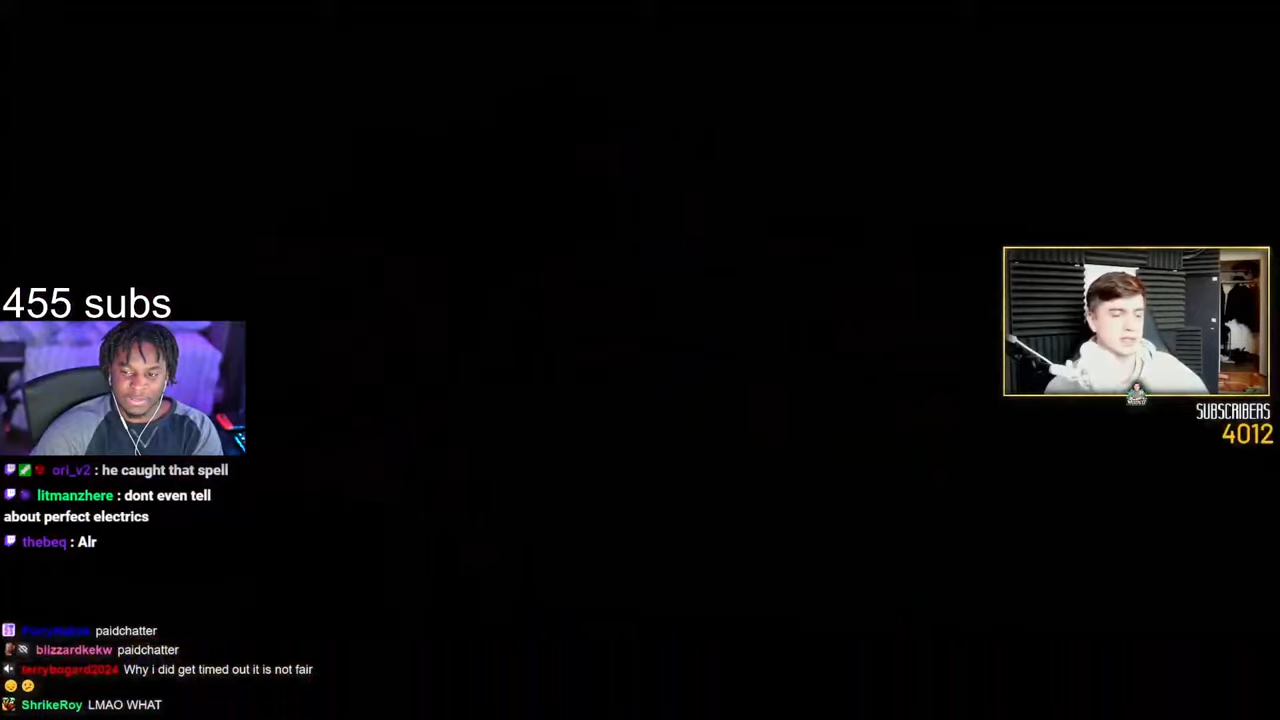 455 subs
ori_v2 : he caught that spell
litmanzhere : dont even tell
about perfect electrics
thebeq : Alr
paidchatter
blizzardkekw paidchatter
terrybogard2024 Why i did get timed out it is not fair
ShrikeRoy LMAO WHAT
SUBSCRIBERS
4012